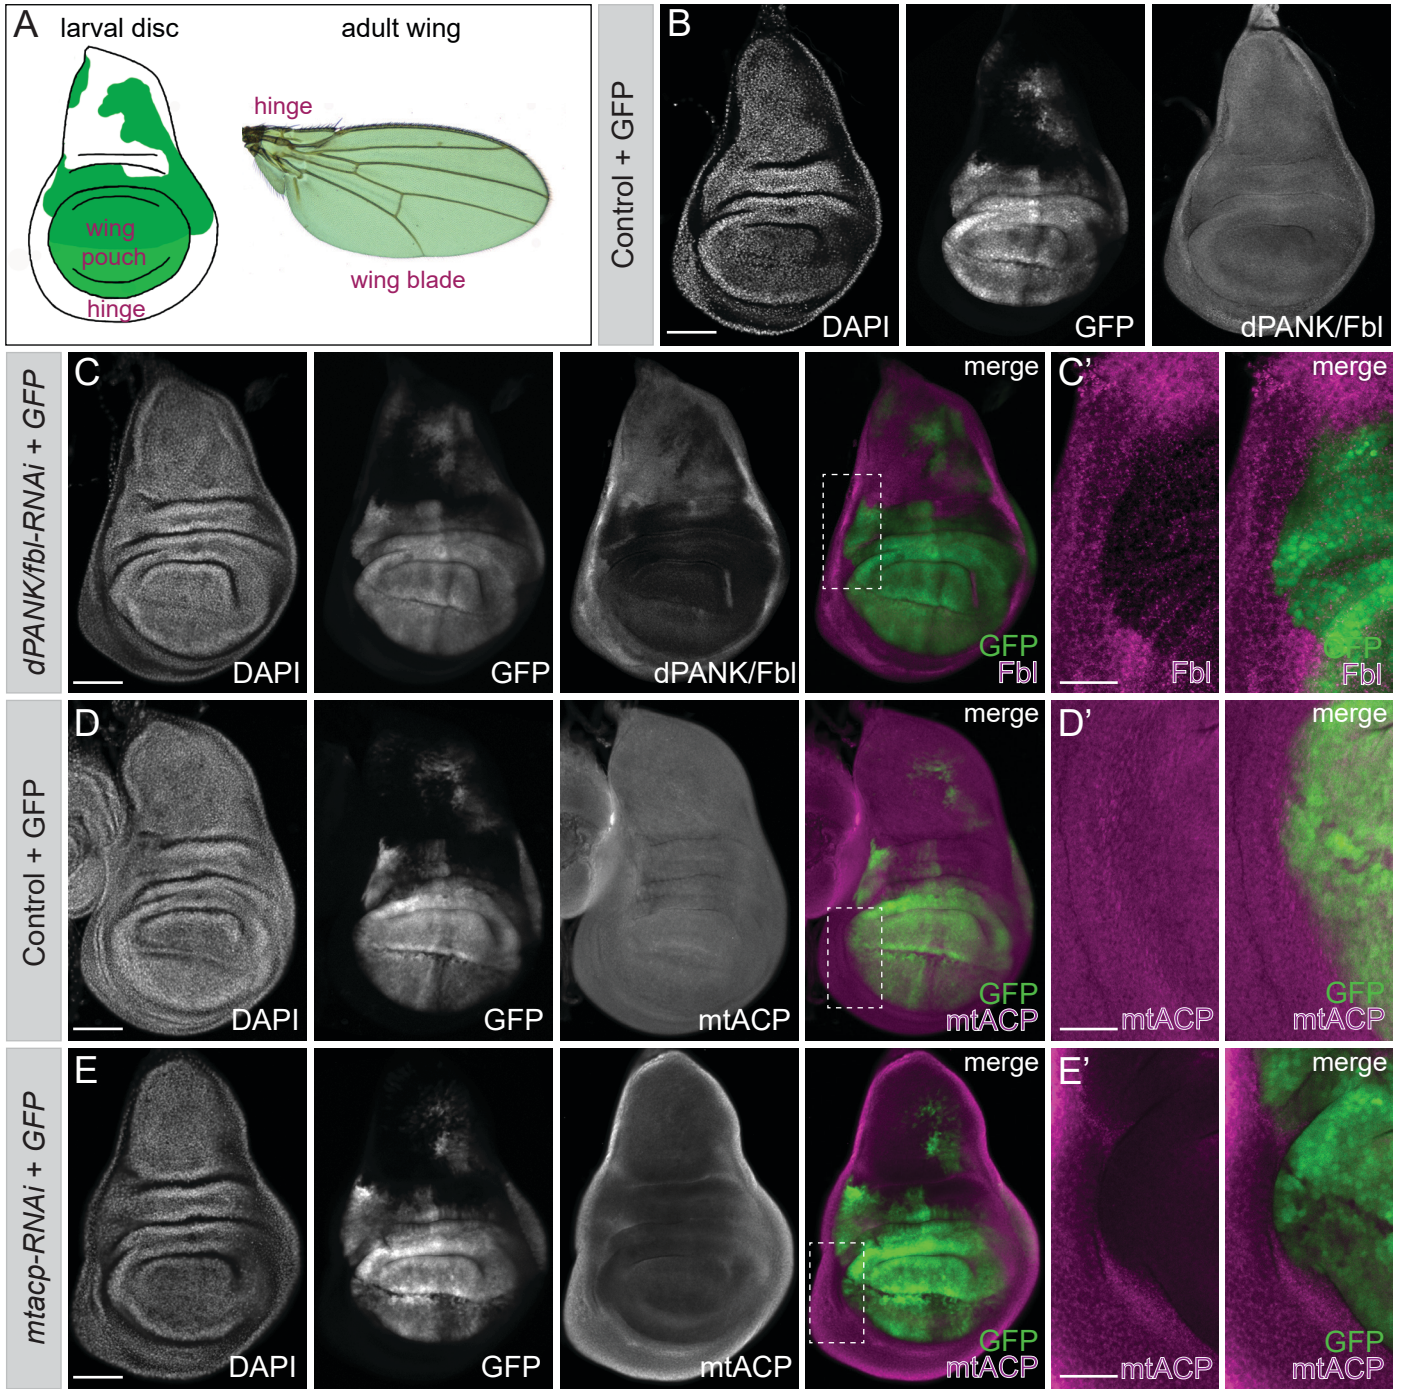 A
larval disc
adult wing
hinge
wing
pouch
hinge
wing blade
Control + GFP
B
DAPI
GFP
dPANK/Fbl
dPANK/fbl-RNAi + GFP
C
DAPI
GFP
dPANK/Fbl
merge
GFP
Fbl
C’
Fbl
merge
GFP
Fbl
Control + GFP
D
DAPI
GFP
mtACP
merge
GFP
mtACP
D’
mtACP
merge
GFP
mtACP
mtacp-RNAi + GFP
E
DAPI
GFP
mtACP
merge
GFP
mtACP
E’
mtACP
merge
GFP
mtACP